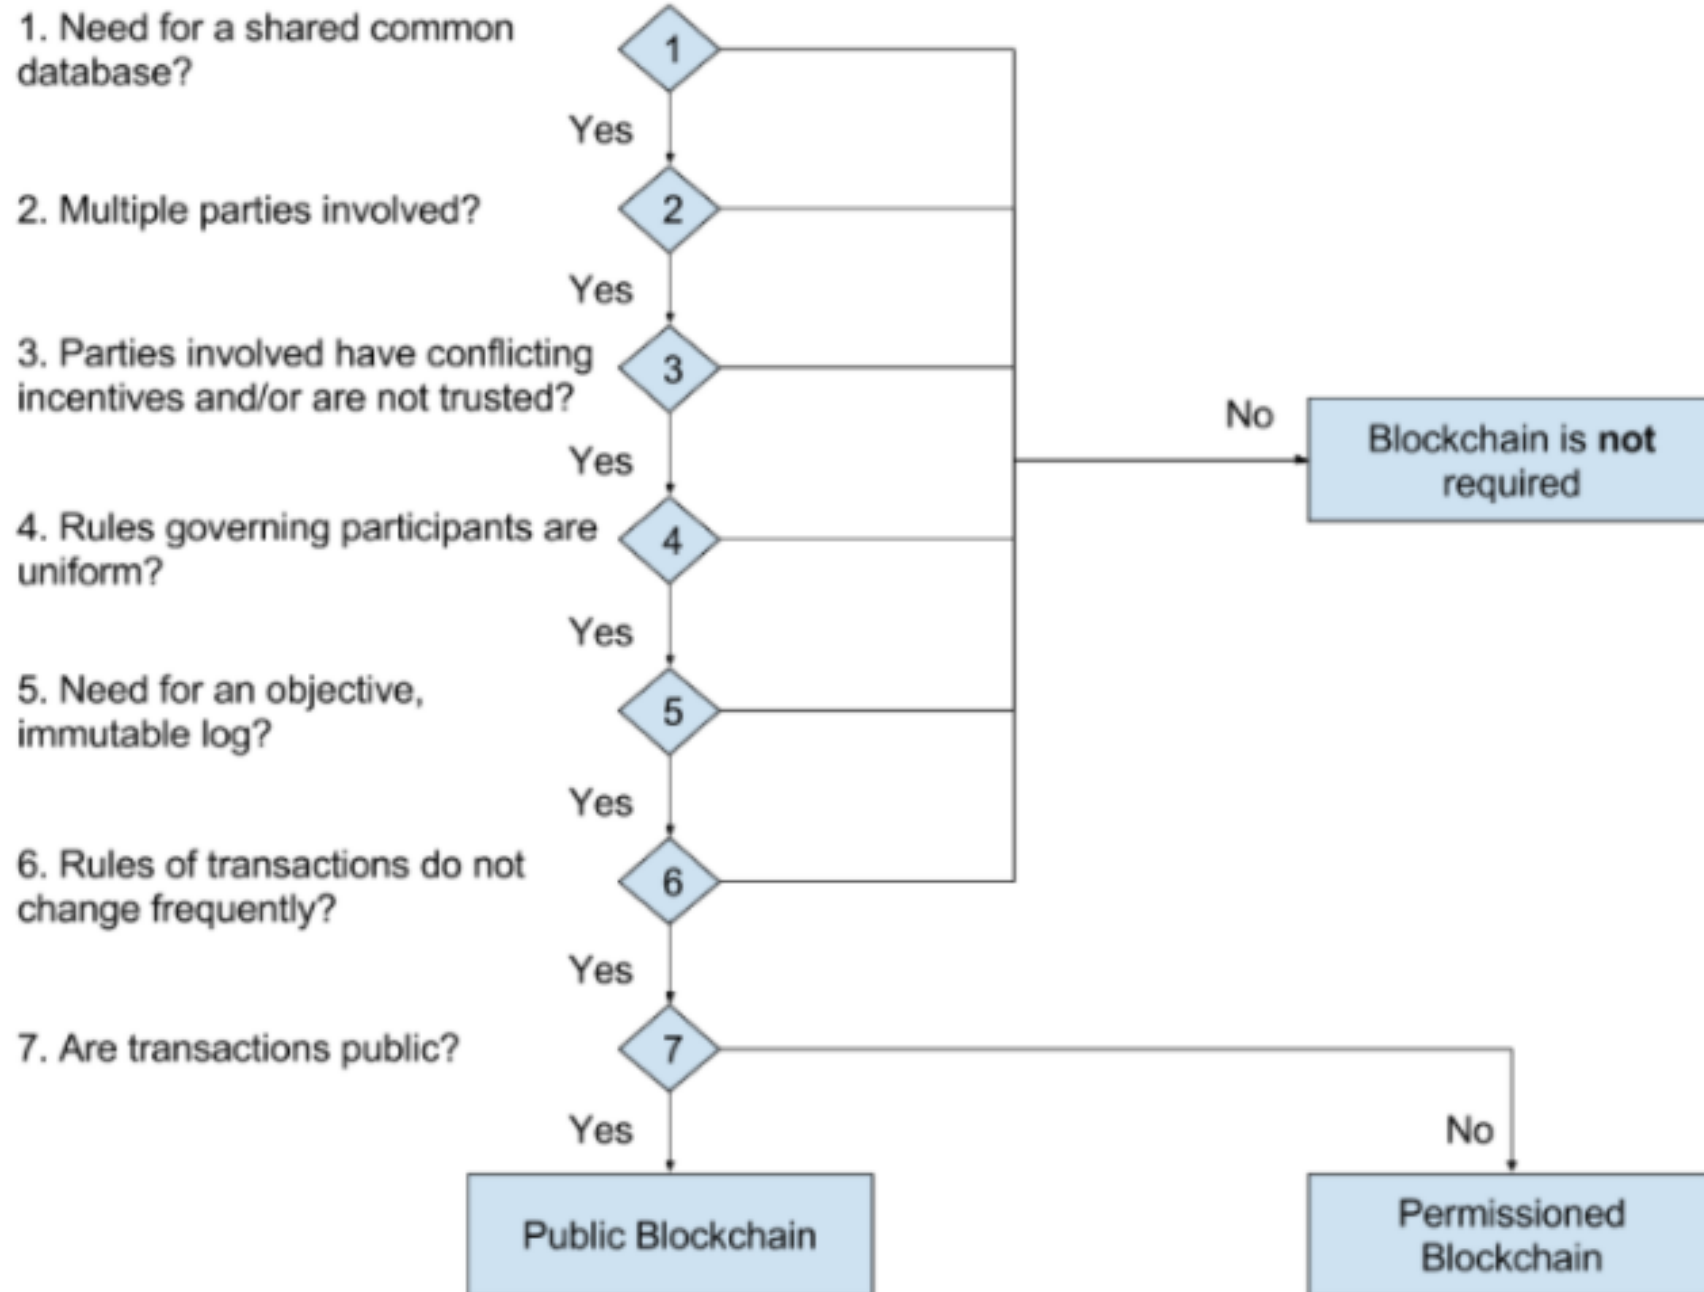 1. Need for a shared common
database?
1
Yes
2. Multiple parties involved?
2
Yes
3. Parties involved have conflicting
incentives and/or are not trusted?
3
No
Blockchain is not
required
Yes
4. Rules governing participants are
uniform?
4
Yes
5. Need for an objective,
immutable log?
5
Yes
6. Rules of transactions do not
change frequently?
6
Yes
7. Are transactions public?
7
Yes
No
Public Blockchain
Permissioned
Blockchain